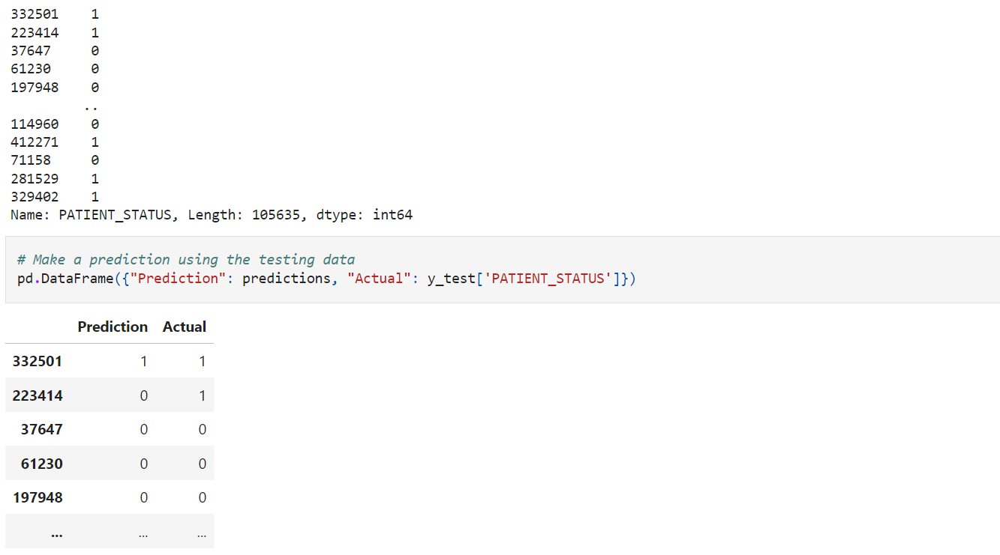 332501    1
223414    1
37647     0
61230     0
197948    0
         ..
114960    0
412271    1
71158     0
281529    1
329402    1
Name: PATIENT_STATUS, Length: 105635, dtype: int64
# Make a prediction using the testing data
pd.DataFrame({"Prediction": predictions, "Actual": y_test['PATIENT_STATUS']})
Prediction Actual
332501 1 1
223414 0 1
37647 0 0
61230 0 0
197948 0 0
... ... ...